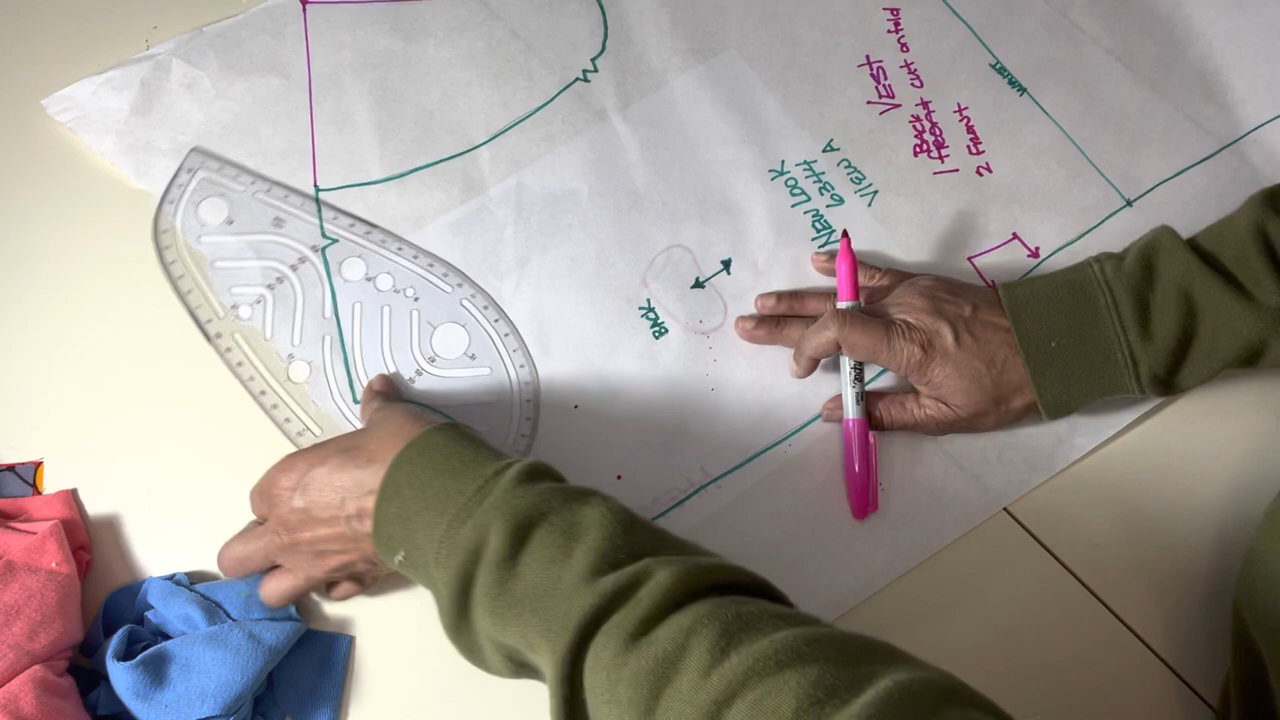 VEST
BACK
1 FRONT CUT ON fold
2 FRONT
WAIST
NEW LOOK
6344
VIEW A
BACK